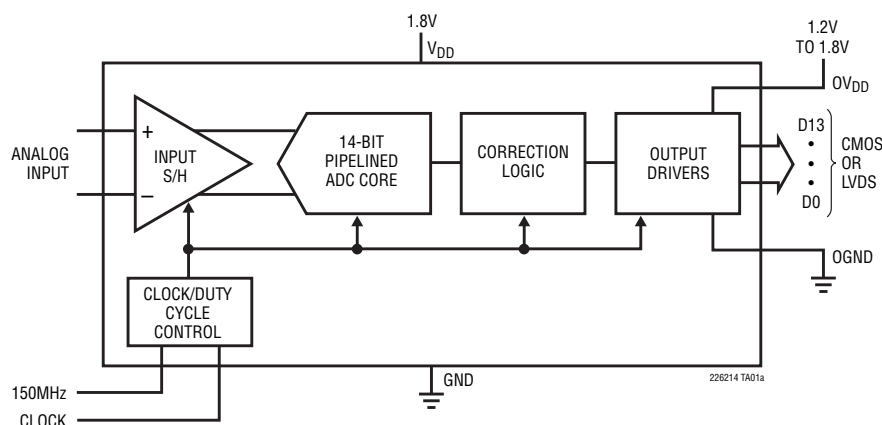 1.8V
VDD
1.2V
TO 1.8V
OVDD
ANALOG
INPUT
+
−
INPUT
S/H
14-BIT
PIPELINED
ADC CORE
CORRECTION
LOGIC
OUTPUT
DRIVERS
D13
•
•
•
D0
CMOS
OR
LVDS
OGND
CLOCK/DUTY
CYCLE
CONTROL
GND
226214 TA01a
150MHz
CLOCK